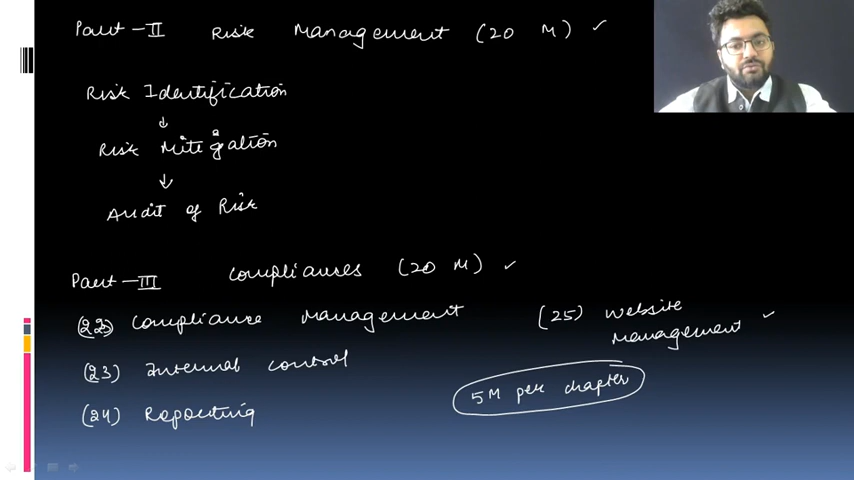 Part - II Risk Management (20 M) ✓
Risk Identification
↓
Risk Mitigation
↓
Audit of Risk
Part - III Compliances (20 M) ✓
(22) Compliance Management
(23) Internal control
(24) Reporting
(25) Website
Management ✓
5M per chapter